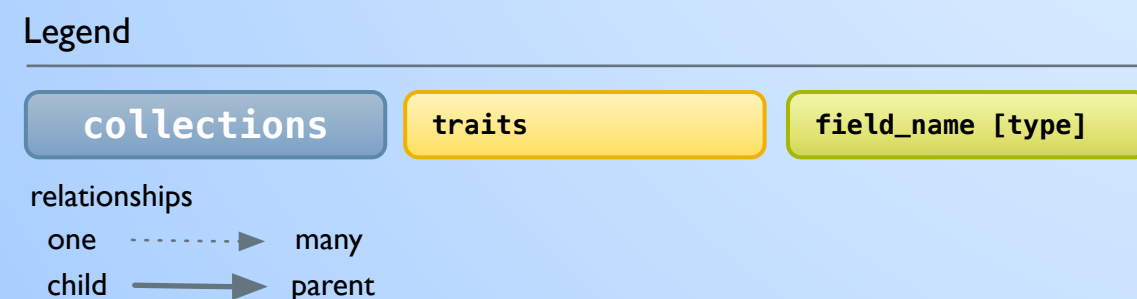 Legend
collections traits field_name [type]
relationships
one many
child parent